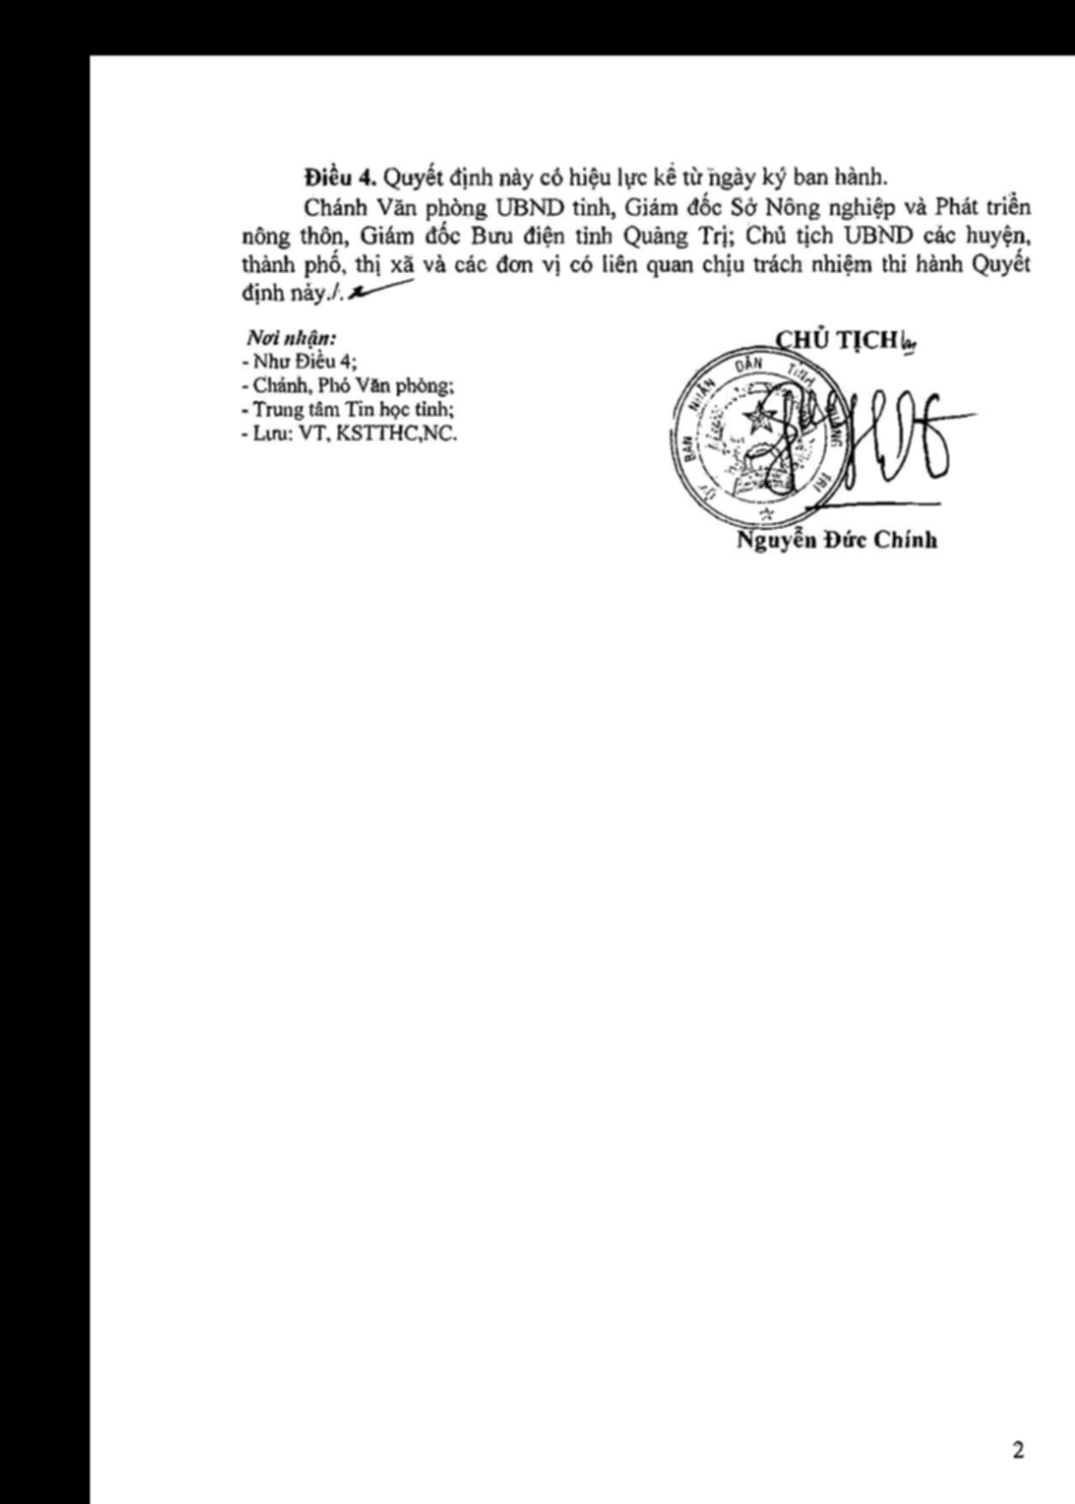 Điều 4. Quyết định này có hiệu lực kể từ ngày ký ban hành.
Chánh Văn phòng UBND tỉnh, Giám đốc Sở Nông nghiệp và Phát triển
nông thôn, Giám đốc Bưu điện tỉnh Quảng Trị; Chủ tịch UBND các huyện,
thành phố, thị xã và các đơn vị có liên quan chịu trách nhiệm thi hành Quyết
định này./.
Nơi nhận:
- Như Điều 4;
- Chánh, Phó Văn phòng;
- Trung tâm Tin học tỉnh;
- Lưu: VT, KSTTHC,NC.
CHỦ TỊCH
ỦY BAN NHÂN DÂN TỈNH QUẢNG TRỊ
Nguyễn Đức Chính
2